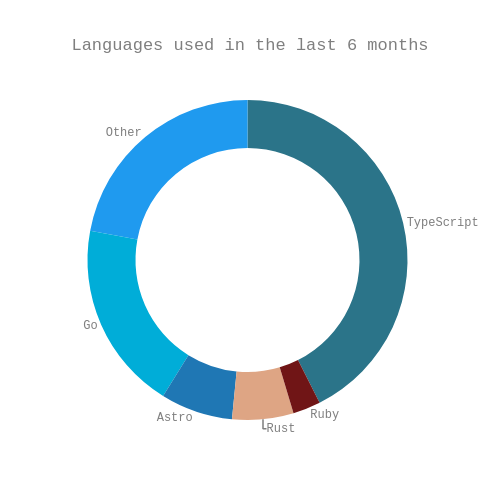 Languages used in the last 6 months
Other
TypeScript
Go
Astro
Ruby
Rust